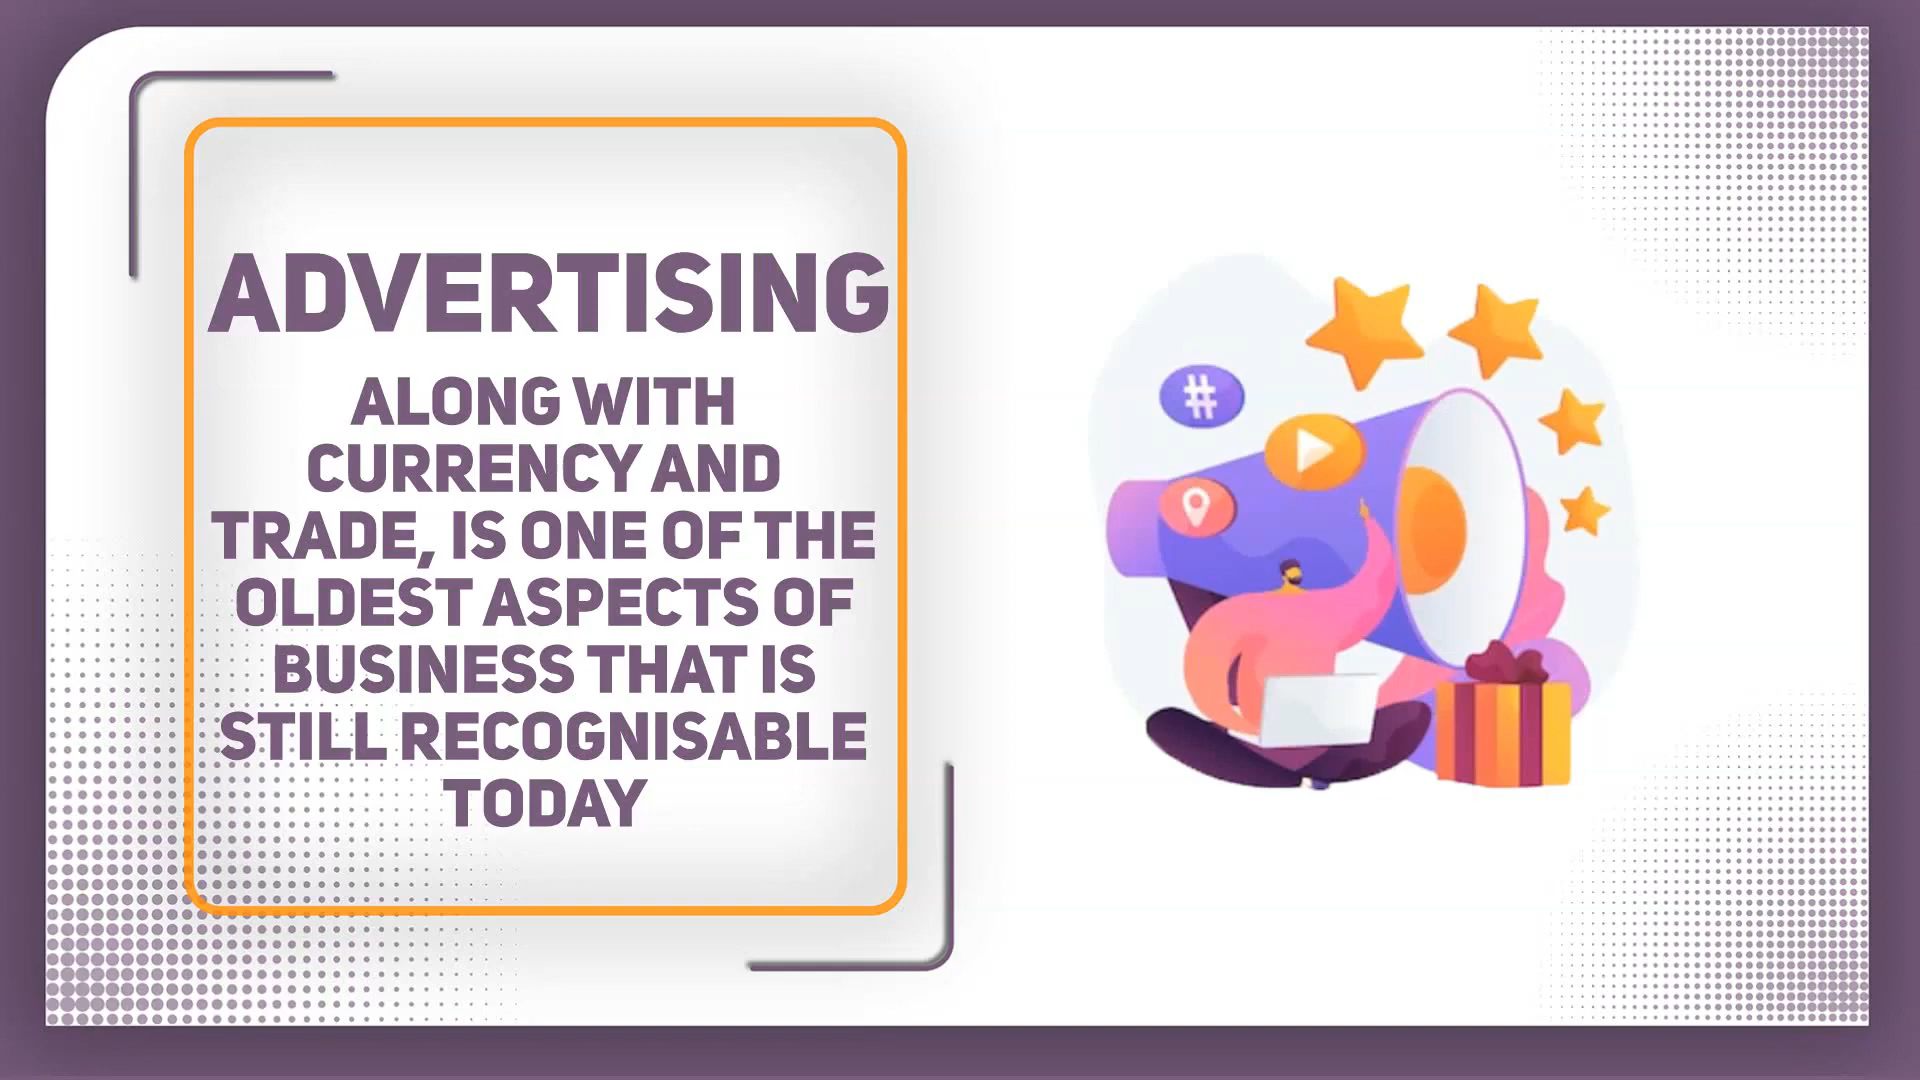 ADVERTISING
ALONG WITH
CURRENCY AND
TRADE, IS ONE OF THE
OLDEST ASPECTS OF
BUSINESS THAT IS
STILL RECOGNISABLE
TODAY
#